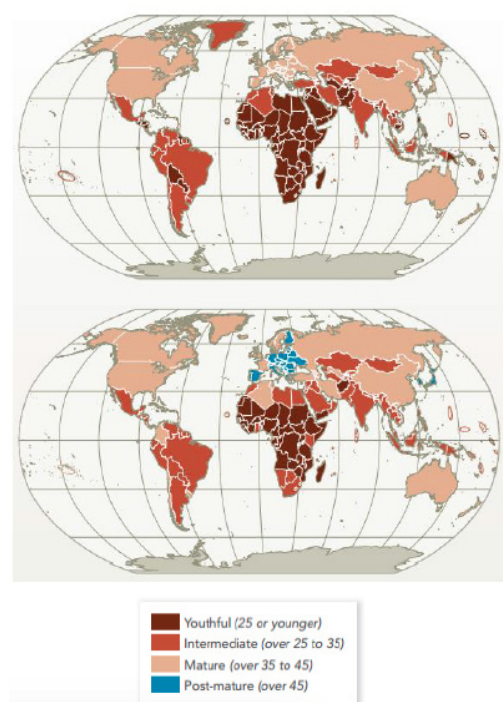 Youthful (25 or younger)
Intermediate (over 25 to 35)
Mature (over 35 to 45)
Post-mature (over 45)